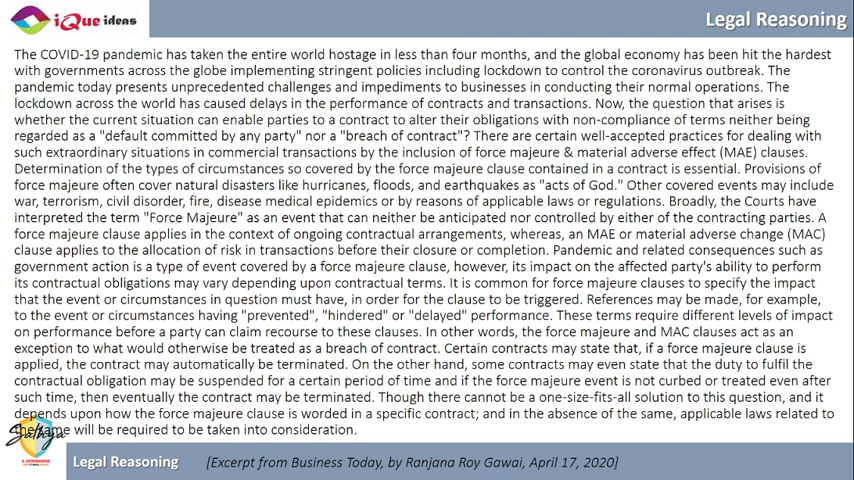 iQue ideas
Legal Reasoning
The COVID-19 pandemic has taken the entire world hostage in less than four months, and the global economy has been hit the hardest
with governments across the globe implementing stringent policies including lockdown to control the coronavirus outbreak. The
pandemic today presents unprecedented challenges and impediments to businesses in conducting their normal operations. The
lockdown across the world has caused delays in the performance of contracts and transactions. Now, the question that arises is
whether the current situation can enable parties to a contract to alter their obligations with non-compliance of terms neither being
regarded as a "default committed by any party" nor a "breach of contract"? There are certain well-accepted practices for dealing with
such extraordinary situations in commercial transactions by the inclusion of force majeure & material adverse effect (MAE) clauses.
Determination of the types of circumstances so covered by the force majeure clause contained in a contract is essential. Provisions of
force majeure often cover natural disasters like hurricanes, floods, and earthquakes as "acts of God." Other covered events may include
war, terrorism, civil disorder, fire, disease medical epidemics or by reasons of applicable laws or regulations. Broadly, the Courts have
interpreted the term "Force Majeure" as an event that can neither be anticipated nor controlled by either of the contracting parties. A
force majeure clause applies in the context of ongoing contractual arrangements, whereas, an MAE or material adverse change (MAC)
clause applies to the allocation of risk in transactions before their closure or completion. Pandemic and related consequences such as
government action is a type of event covered by a force majeure clause, however, its impact on the affected party's ability to perform
its contractual obligations may vary depending upon contractual terms. It is common for force majeure clauses to specify the impact
that the event or circumstances in question must have, in order for the clause to be triggered. References may be made, for example,
to the event or circumstances having "prevented", "hindered" or "delayed" performance. These terms require different levels of impact
on performance before a party can claim recourse to these clauses. In other words, the force majeure and MAC clauses act as an
exception to what would otherwise be treated as a breach of contract. Certain contracts may state that, if a force majeure clause is
applied, the contract may automatically be terminated. On the other hand, some contracts may even state that the duty to fulfil the
contractual obligation may be suspended for a certain period of time and if the force majeure event is not curbed or treated even after
such time, then eventually the contract may be terminated. Though there cannot be a one-size-fits-all solution to this question, and it
depends upon how the force majeure clause is worded in a specific contract; and in the absence of the same, applicable laws related to
the same will be required to be taken into consideration.
Sathya
Legal Reasoning
[Excerpt from Business Today, by Ranjana Roy Gawai, April 17, 2020]